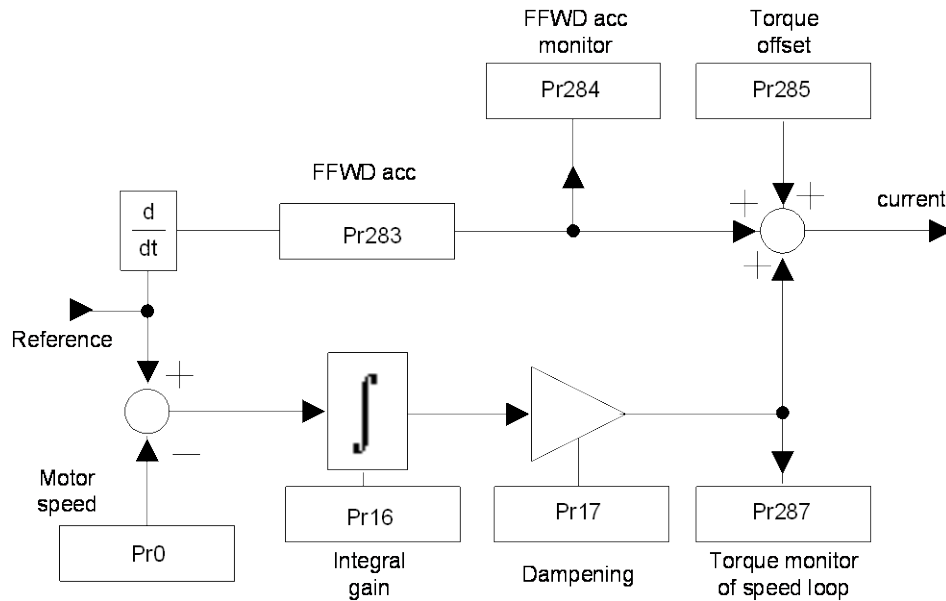 FFWD acc
monitor
Pr284
Torque
offset
Pr285
FFWD acc
Pr283
d
dt
+
+
+
current
Reference
+
−
∫
Motor
speed
Pr0
Pr16
Integral
gain
Pr17
Dampening
Pr287
Torque monitor
of speed loop